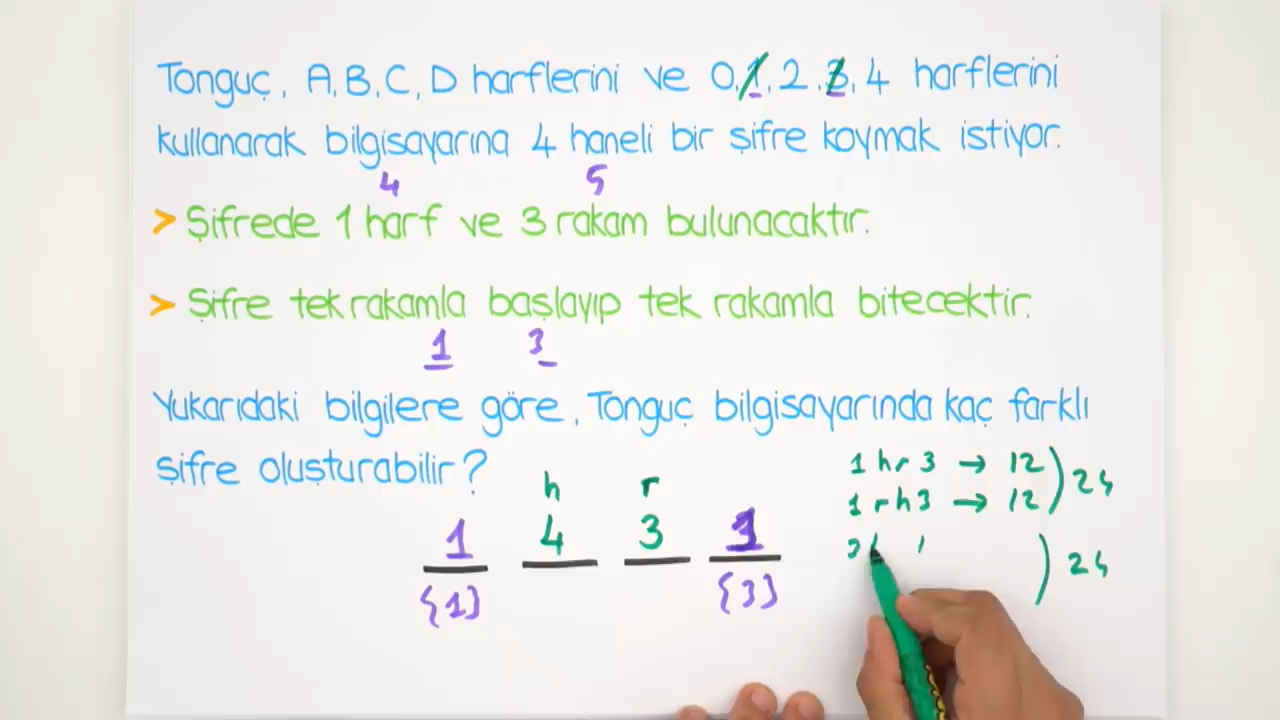 Tonguç, A, B, C, D harflerini ve 0, 1, 2, 3, 4 harflerini
kullanarak bilgisayarına 4 haneli bir şifre koymak istiyor.
4 5
> Şifrede 1 harf ve 3 rakam bulunacaktır.
> Şifre tek rakamla başlayıp tek rakamla bitecektir.
1 3
Yukarıdaki bilgilere göre, Tonguç bilgisayarında kaç farklı
şifre oluşturabilir?
h r
1 4 3 1
{1} {3}
1 h r 3 → 12
1 r h 3 → 12
) 24
) 24